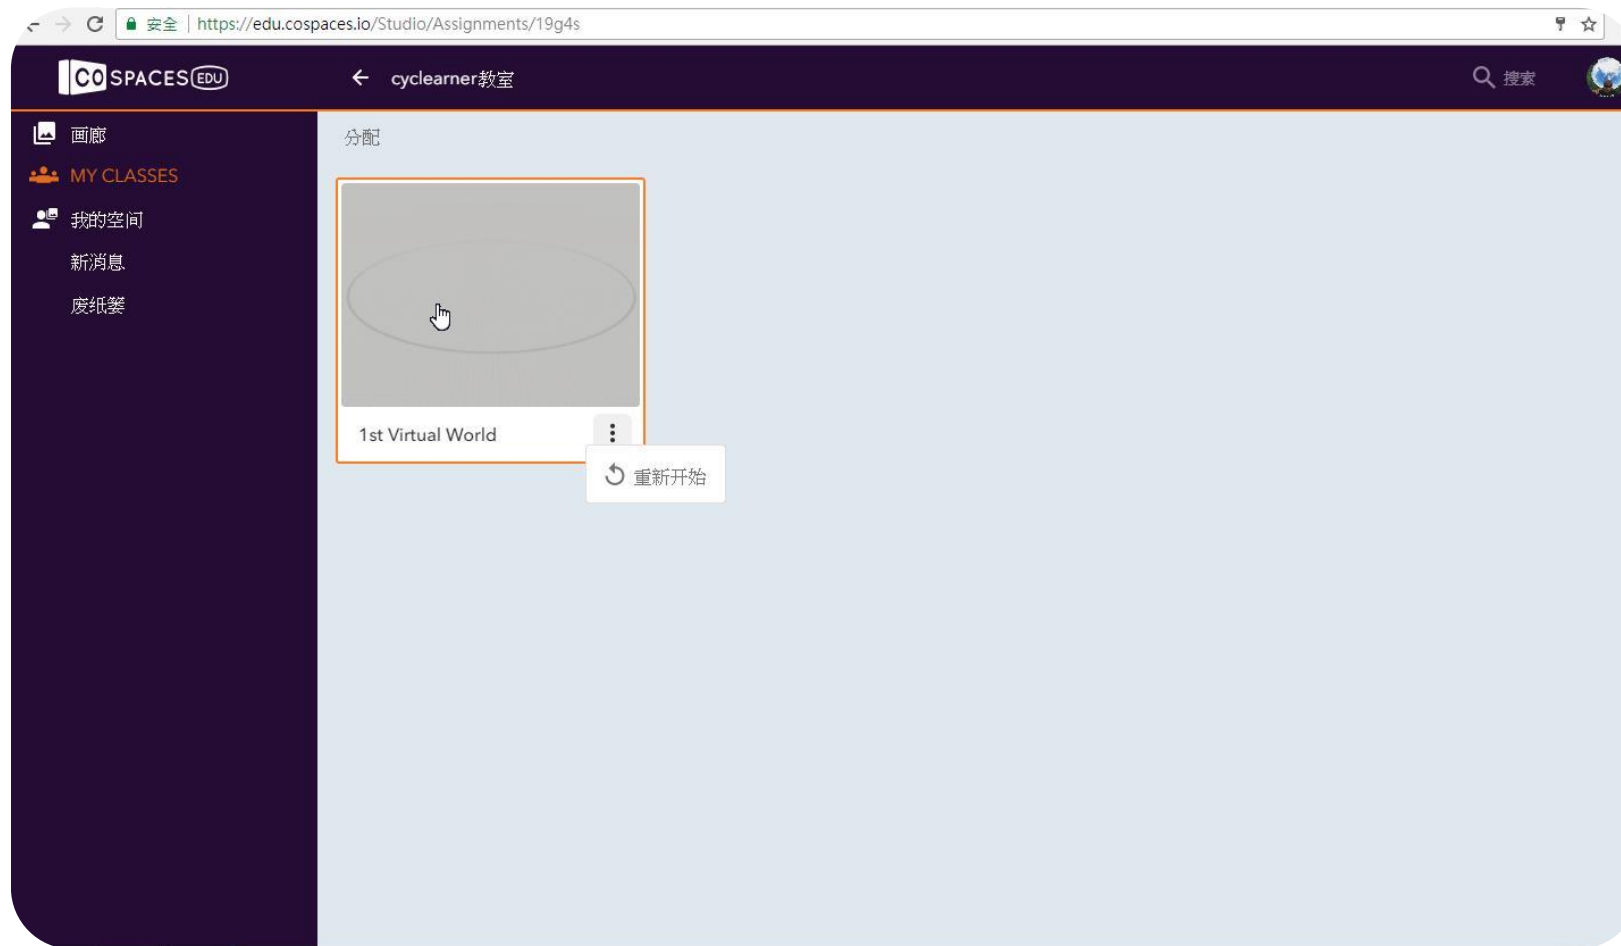 安全 https://edu.cospaces.io/Studio/Assignments/19g4s
CO SPACES EDU
cyclearner教室
搜索
画廊
分配
MY CLASSES
我的空间
新消息
废纸篓
1st Virtual World
重新开始